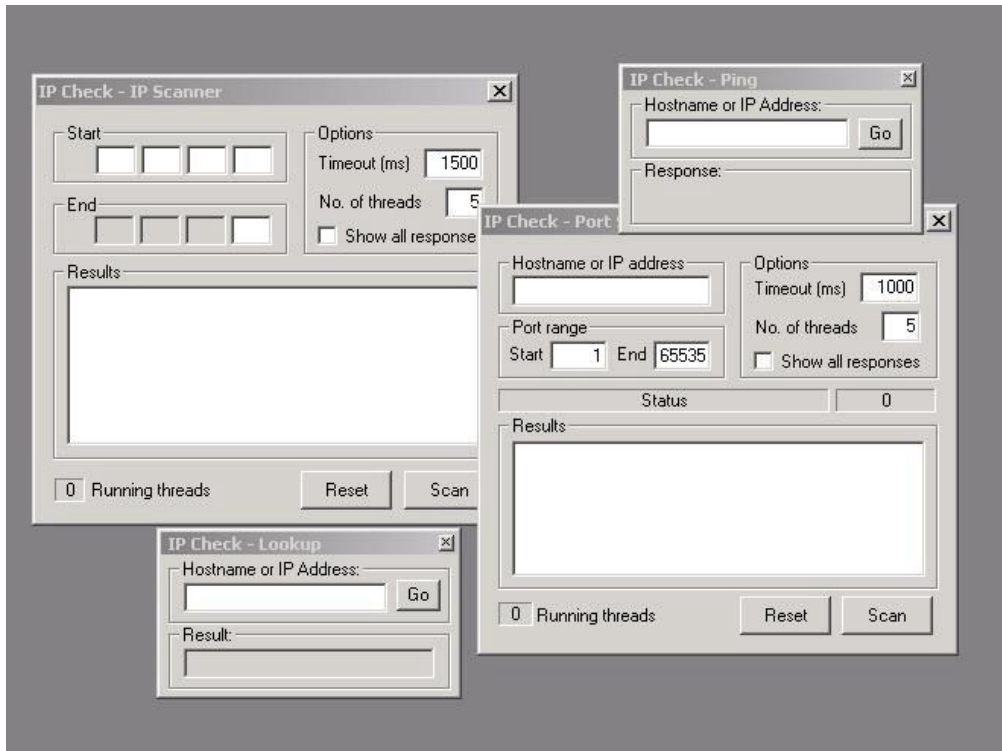 IP Check - IP Scanner
Start
Options
Timeout (ms) 1500
No. of threads 5
Show all response
End
Results
0 Running threads
Reset
Scan
IP Check - Ping
Hostname or IP Address:
Go
Response:
IP Check - Port
Hostname or IP address
Options
Timeout (ms) 1000
No. of threads 5
Show all responses
Port range
Start 1 End 65535
Status 0
Results
0 Running threads
Reset
Scan
IP Check - Lookup
Hostname or IP Address:
Go
Result: